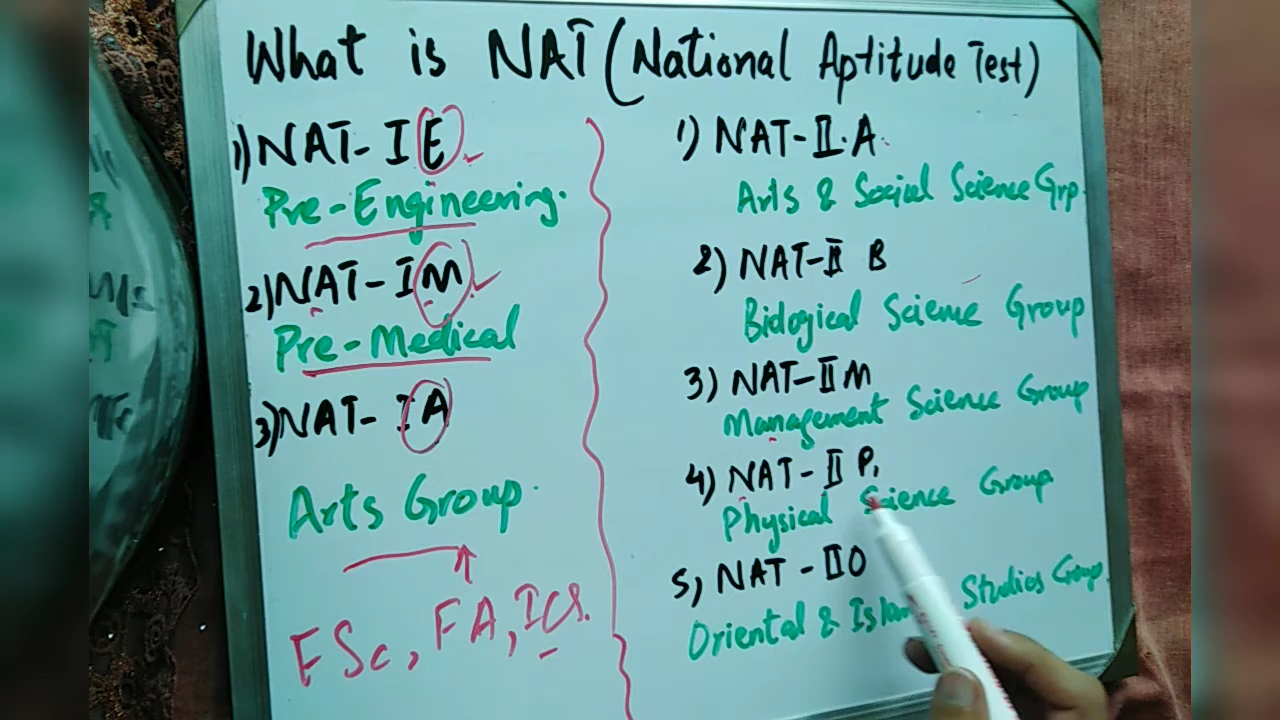 What is NAT (National Aptitude Test)
1) NAT-I E
Pre-Engineering.
2) NAT-I M
Pre-Medical
3) NAT-I A
Arts Group.
FSc, FA, ICS.
1) NAT-II.A
Arts & Social Science Grp.
2) NAT-II B
Biological Science Group
3) NAT-II M
Management Science Group
4) NAT-II P.
Physical Science Group
5) NAT-II O
Oriental & Studies Group.